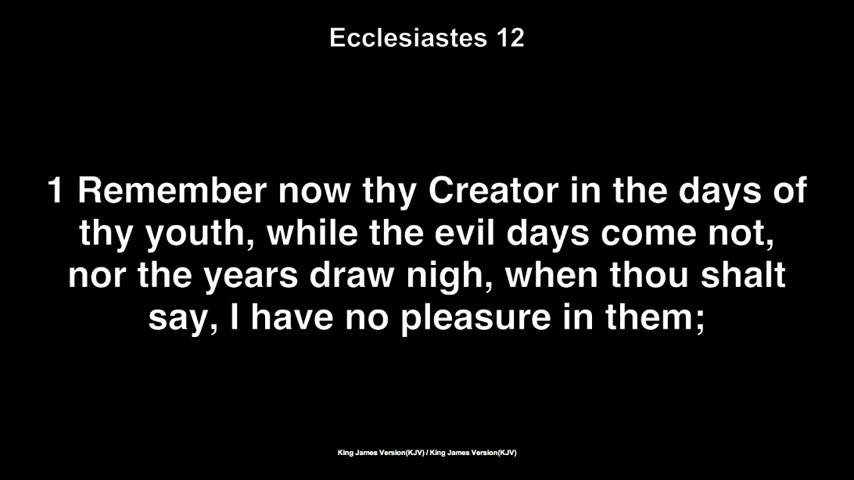 Ecclesiastes 12
1 Remember now thy Creator in the days of
thy youth, while the evil days come not,
nor the years draw nigh, when thou shalt
say, I have no pleasure in them;
King James Version(KJV) / King James Version(KJV)